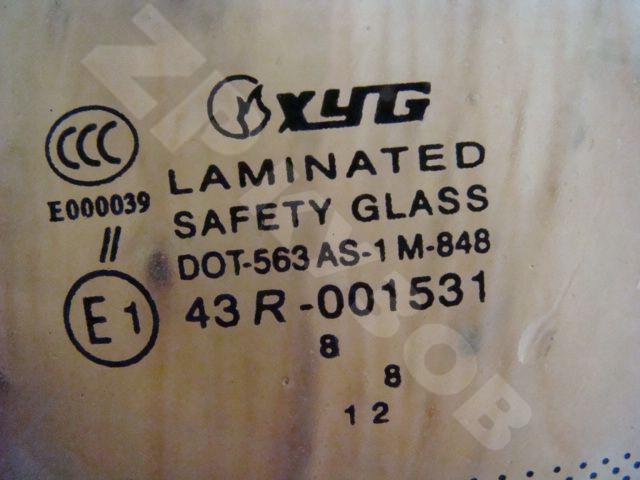 XYG
CCC
LAMINATED
E000039
SAFETY GLASS
//
DOT-563 AS-1 M-848
E1
43R-001531
8
8
12